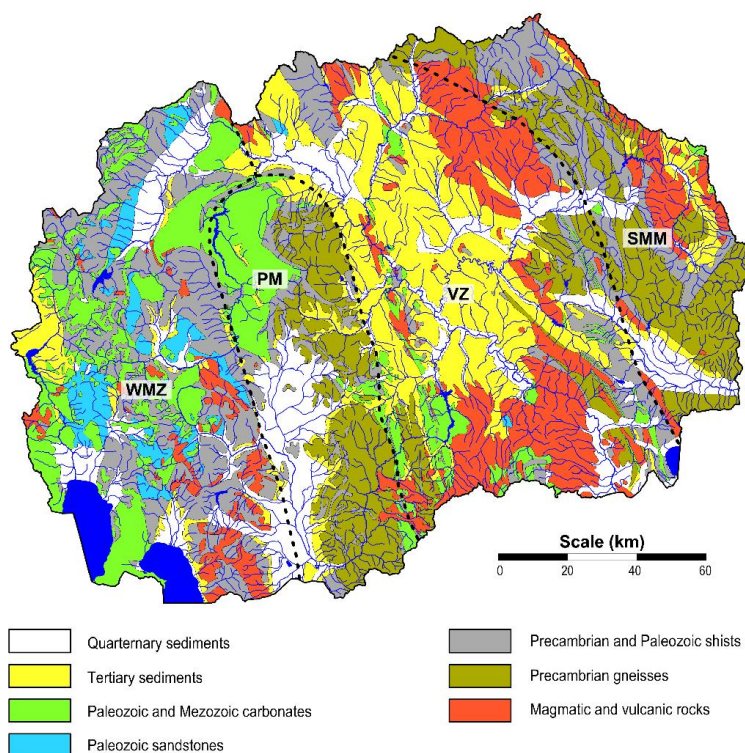 SMM
PM
VZ
WMZ
Scale (km)
0 20 40 60
Quarternary sediments
Tertiary sediments
Paleozoic and Mezozoic carbonates
Paleozoic sandstones
Precambrian and Paleozoic shists
Precambrian gneisses
Magmatic and vulcanic rocks